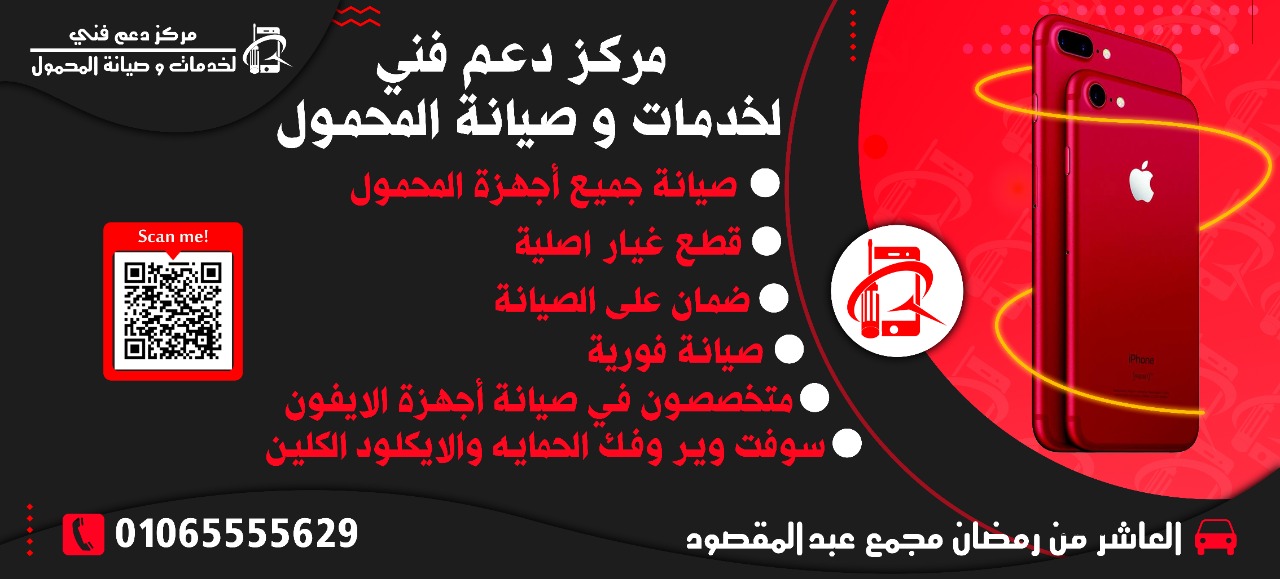 مركز دعم فني
لخدمات و صيانة المحمول
مركز دعم فني
لخدمات و صيانة المحمول
صيانة جميع أجهزة المحمول
قطع غيار اصلية
ضمان على الصيانة
صيانة فورية
متخصصون في صيانة أجهزة الايفون
سوفت وير وفك الحمايه والايكلود الكلين
Scan me!
iPhone
العاشر من رمضان مجمع عبد المقصود
01065555629